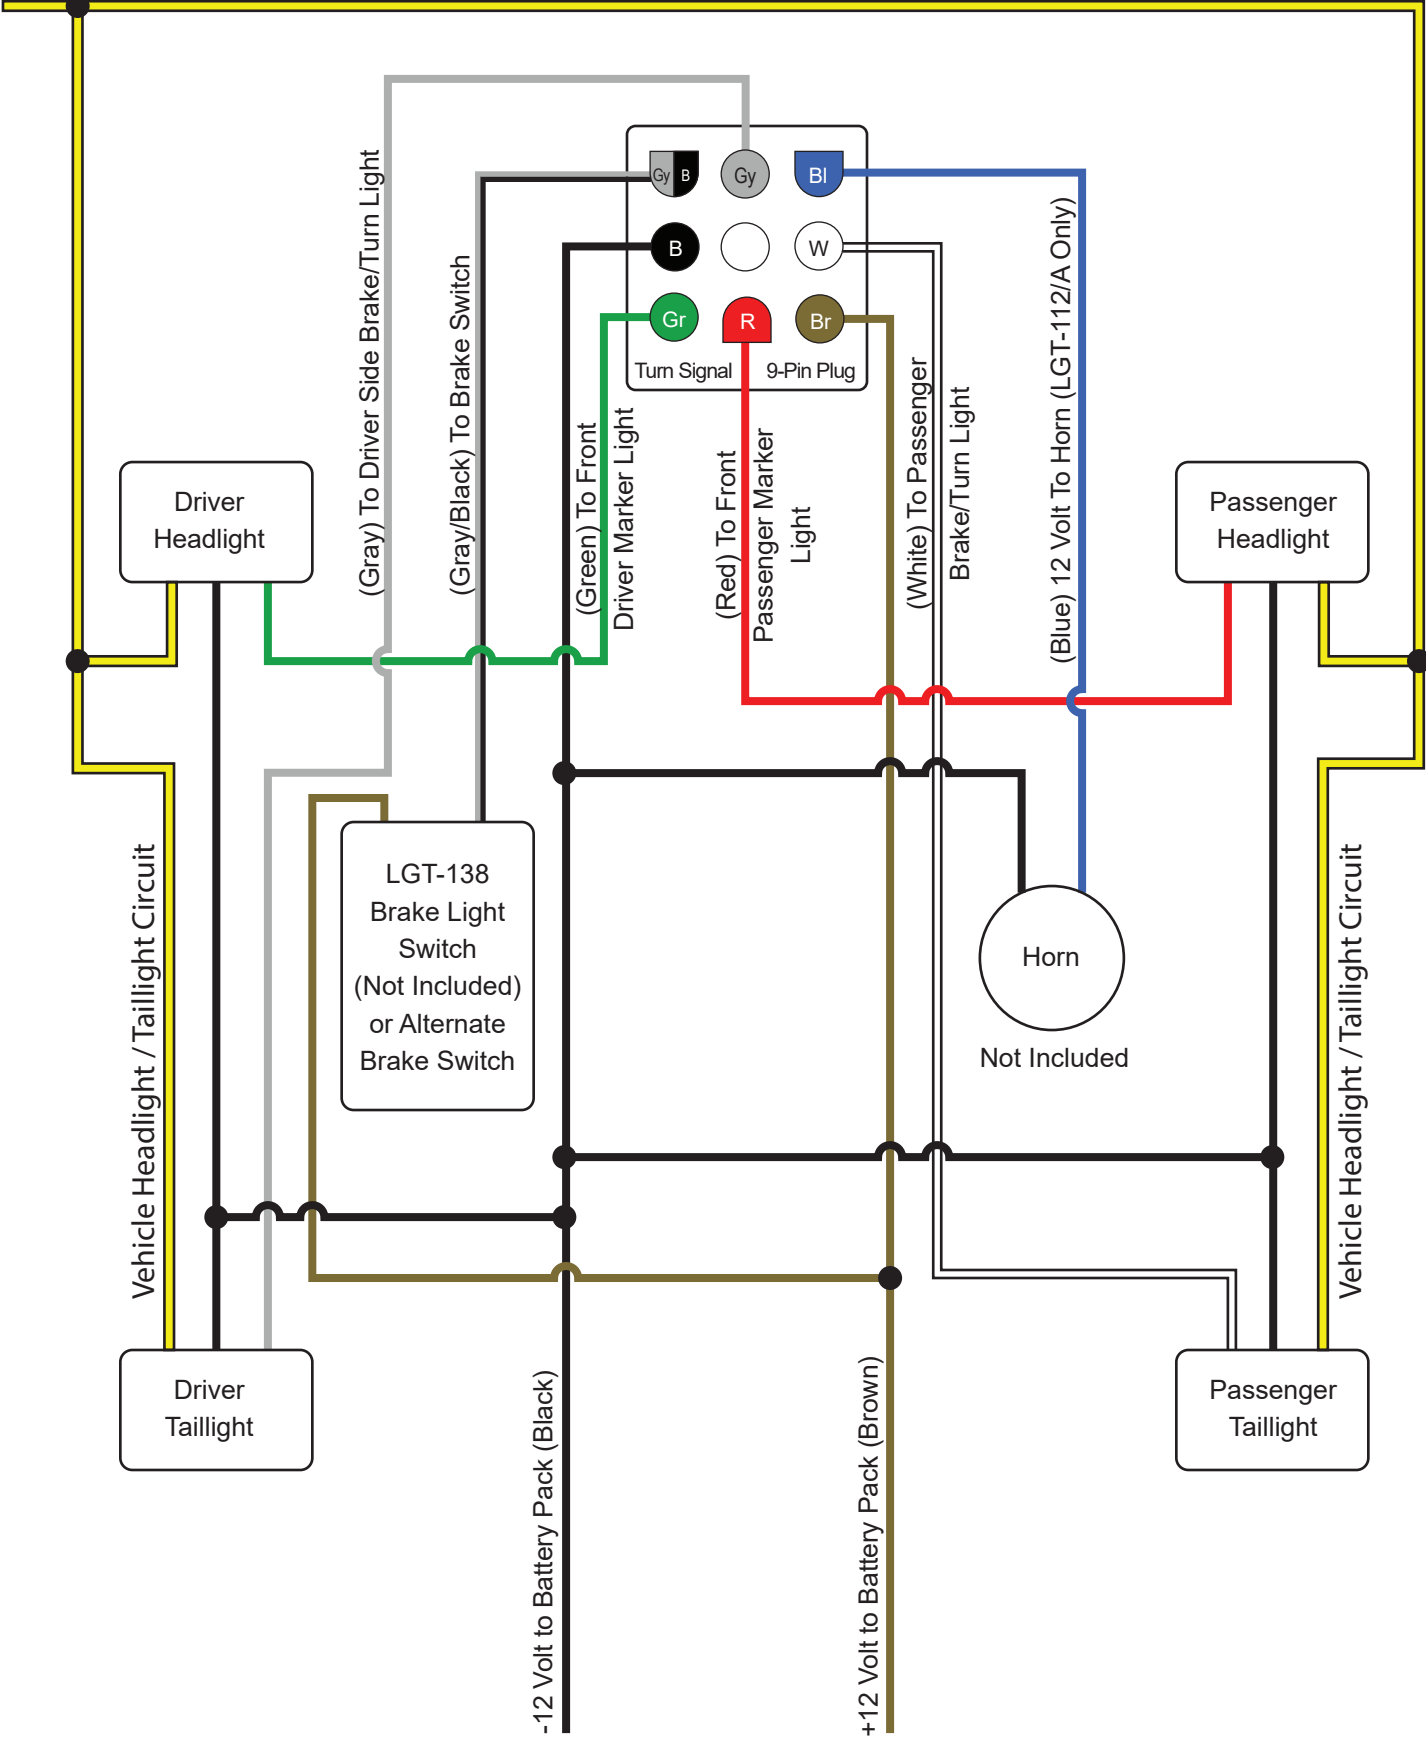 Gy
B
Gy
Bl
B
W
Gr
R
Br
Turn Signal
9-Pin Plug
(Gray) To Driver Side Brake/Turn Light
(Gray/Black) To Brake Switch
(Green) To Front
Driver Marker Light
(Red) To Front
Passenger Marker
Light
(White) To Passenger
Brake/Turn Light
(Blue) 12 Volt To Horn (LGT-112/A Only)
Driver
Headlight
Passenger
Headlight
LGT-138
Brake Light
Switch
(Not Included)
or Alternate
Brake Switch
Horn
Not Included
Vehicle Headlight / Taillight Circuit
Vehicle Headlight / Taillight Circuit
Driver
Taillight
Passenger
Taillight
-12 Volt to Battery Pack (Black)
+12 Volt to Battery Pack (Brown)